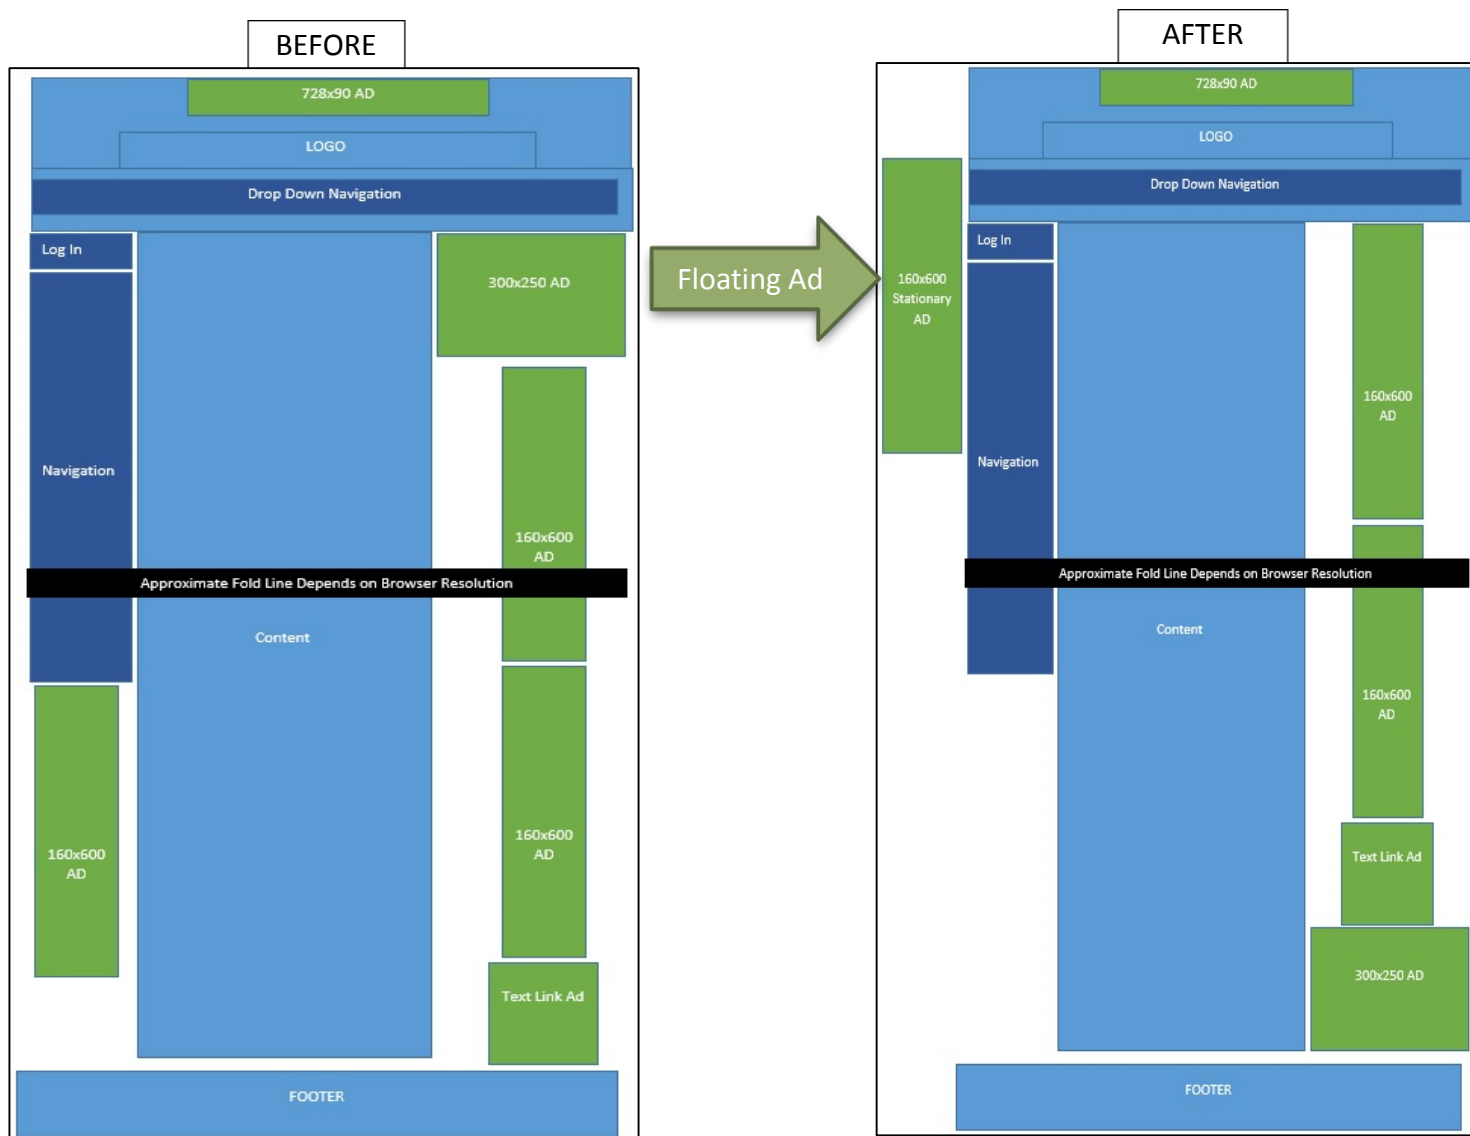 BEFORE
728x90 AD
LOGO
Drop Down Navigation
Log In
300x250 AD
Navigation
160x600
AD
Approximate Fold Line Depends on Browser Resolution
Content
160x600
AD
160x600
AD
Text Link Ad
FOOTER
Floating Ad
AFTER
728x90 AD
LOGO
Drop Down Navigation
Log In
160x600
Stationary
AD
160x600
AD
Navigation
Approximate Fold Line Depends on Browser Resolution
Content
160x600
AD
Text Link Ad
300x250 AD
FOOTER